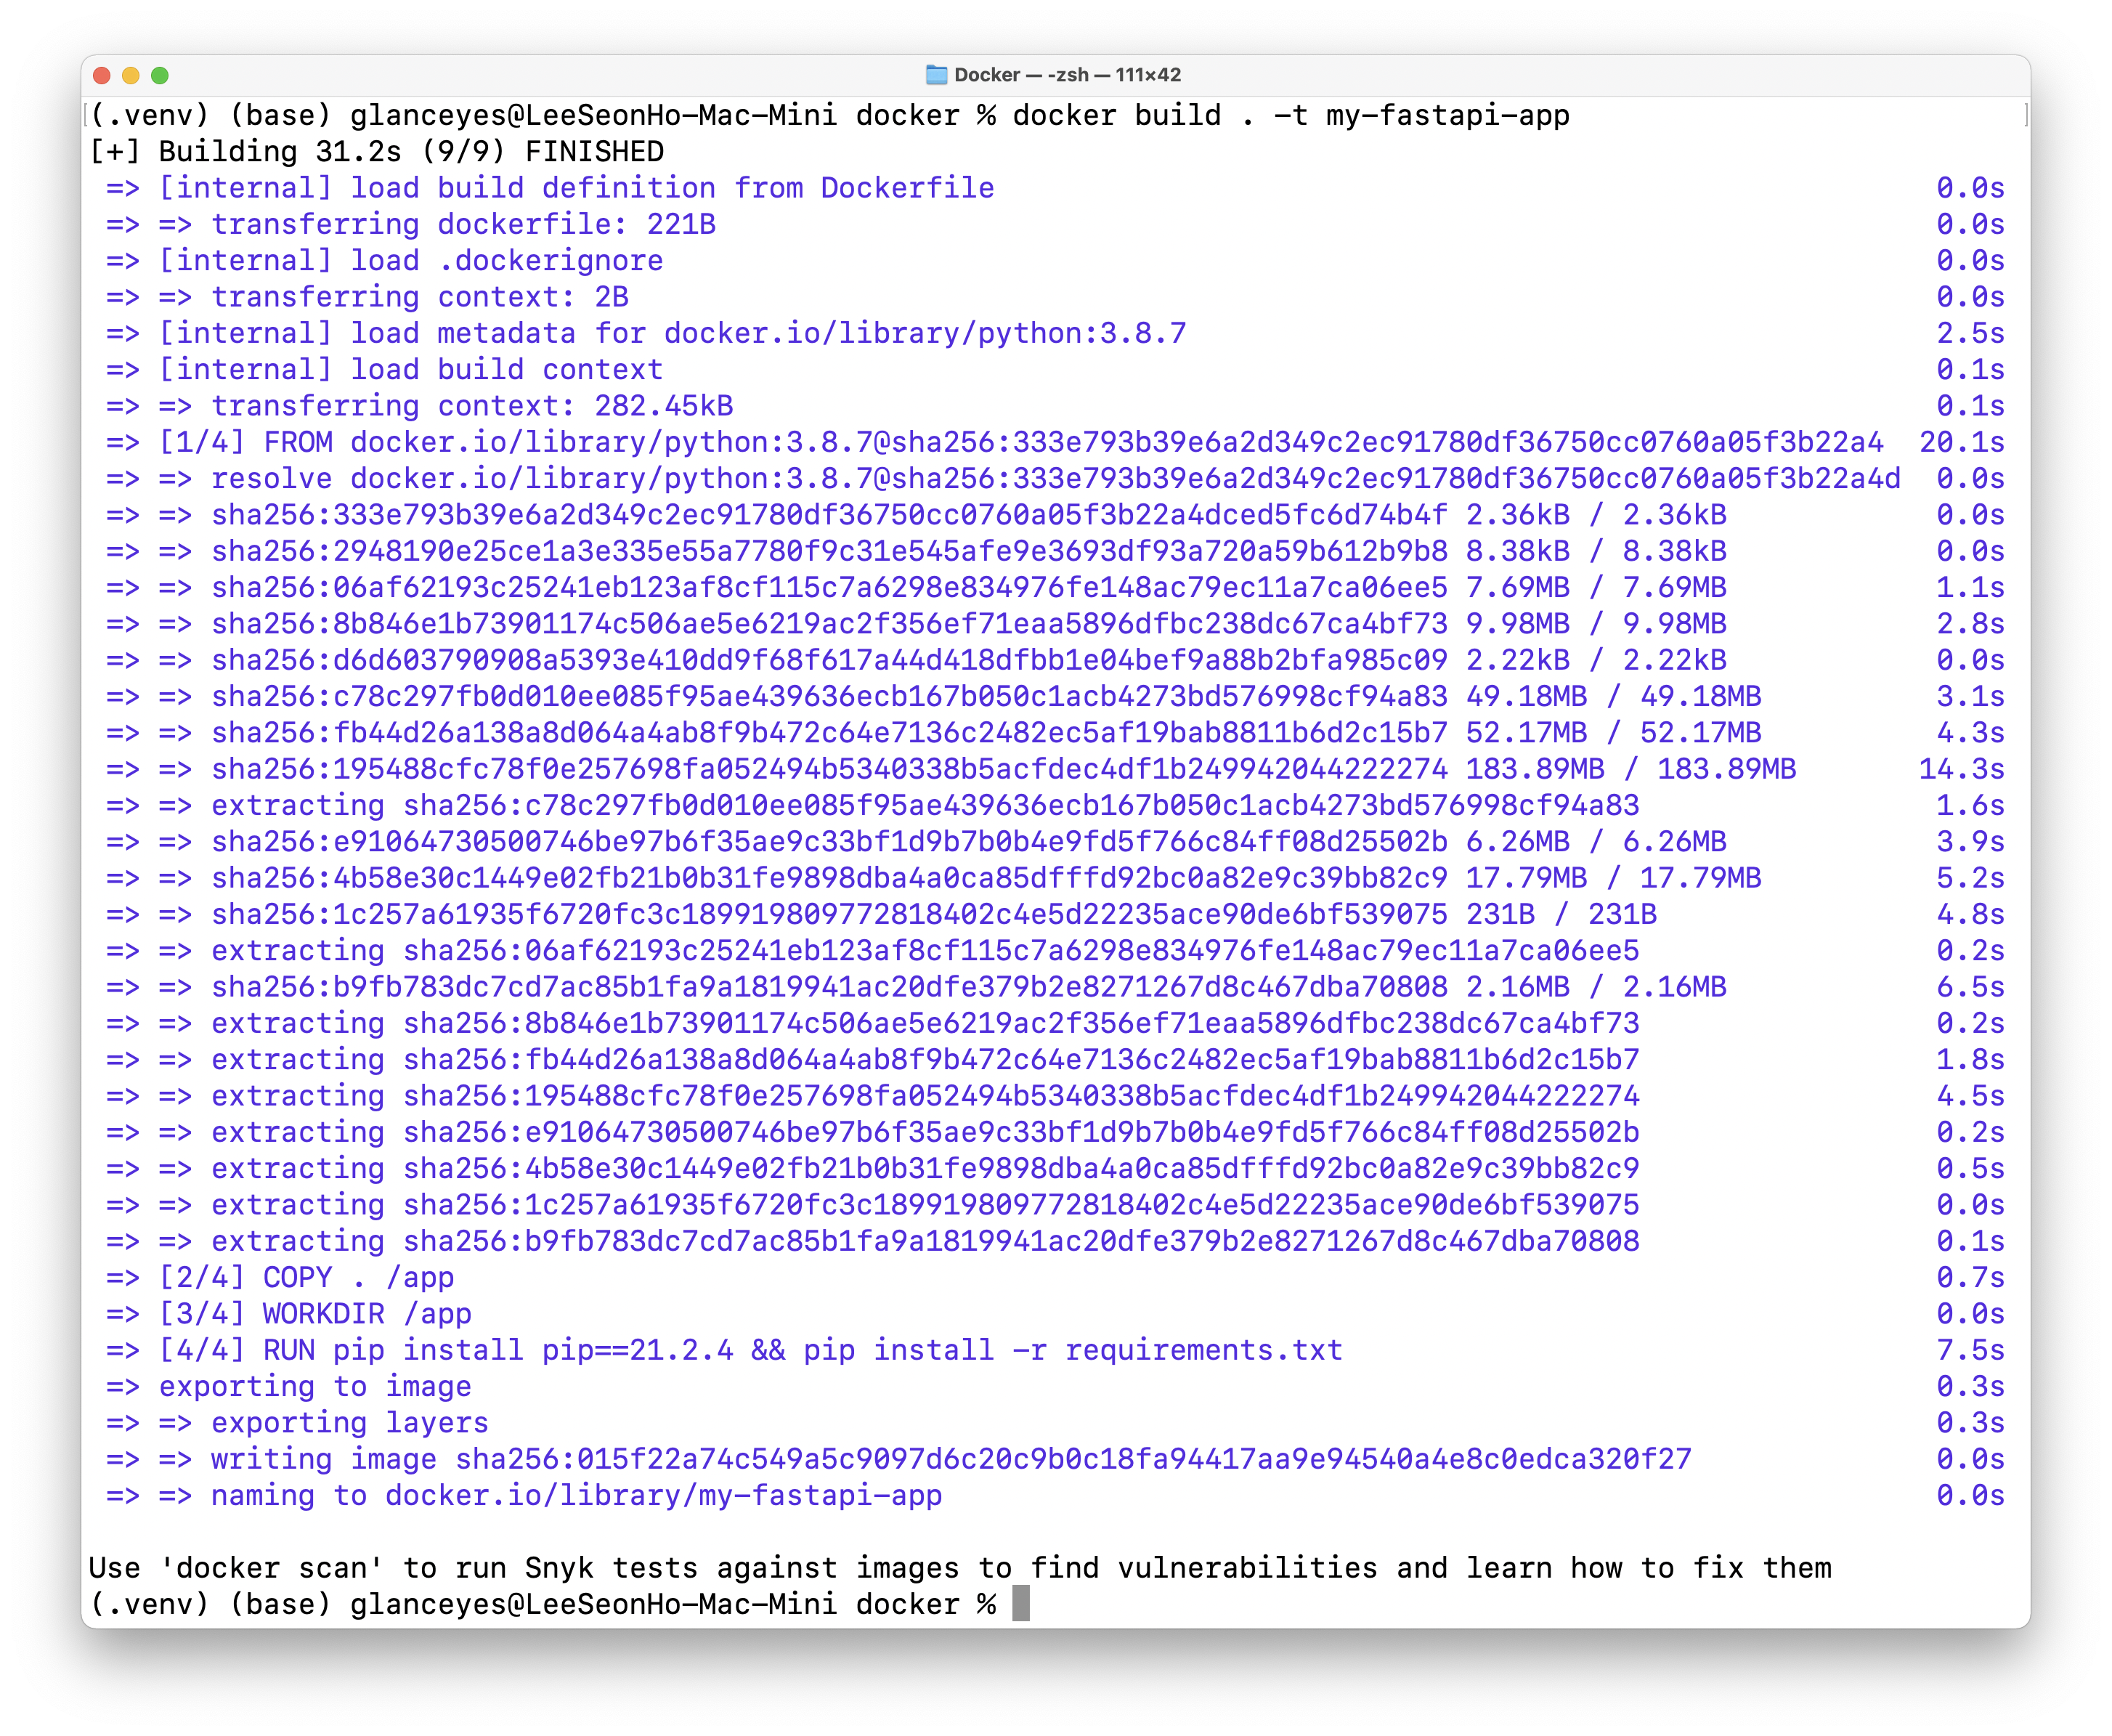 Docker — -zsh — 111×42
(.venv) (base) glanceyes@LeeSeonHo-Mac-Mini docker % docker build . -t my-fastapi-app
[+] Building 31.2s (9/9) FINISHED
=> [internal] load build definition from Dockerfile 0.0s
=> => transferring dockerfile: 221B 0.0s
=> [internal] load .dockerignore 0.0s
=> => transferring context: 2B 0.0s
=> [internal] load metadata for docker.io/library/python:3.8.7 2.5s
=> [internal] load build context 0.1s
=> => transferring context: 282.45kB 0.1s
=> [1/4] FROM docker.io/library/python:3.8.7@sha256:333e793b39e6a2d349c2ec91780df36750cc0760a05f3b22a4 20.1s
=> => resolve docker.io/library/python:3.8.7@sha256:333e793b39e6a2d349c2ec91780df36750cc0760a05f3b22a4d 0.0s
=> => sha256:333e793b39e6a2d349c2ec91780df36750cc0760a05f3b22a4dced5fc6d74b4f 2.36kB / 2.36kB 0.0s
=> => sha256:2948190e25ce1a3e335e55a7780f9c31e545afe9e3693df93a720a59b612b9b8 8.38kB / 8.38kB 0.0s
=> => sha256:06af62193c25241eb123af8cf115c7a6298e834976fe148ac79ec11a7ca06ee5 7.69MB / 7.69MB 1.1s
=> => sha256:8b846e1b73901174c506ae5e6219ac2f356ef71eaa5896dfbc238dc67ca4bf73 9.98MB / 9.98MB 2.8s
=> => sha256:d6d603790908a5393e410dd9f68f617a44d418dfbb1e04bef9a88b2bfa985c09 2.22kB / 2.22kB 0.0s
=> => sha256:c78c297fb0d010ee085f95ae439636ecb167b050c1acb4273bd576998cf94a83 49.18MB / 49.18MB 3.1s
=> => sha256:fb44d26a138a8d064a4ab8f9b472c64e7136c2482ec5af19bab8811b6d2c15b7 52.17MB / 52.17MB 4.3s
=> => sha256:195488cfc78f0e257698fa052494b5340338b5acfdec4df1b249942044222274 183.89MB / 183.89MB 14.3s
=> => extracting sha256:c78c297fb0d010ee085f95ae439636ecb167b050c1acb4273bd576998cf94a83 1.6s
=> => sha256:e91064730500746be97b6f35ae9c33bf1d9b7b0b4e9fd5f766c84ff08d25502b 6.26MB / 6.26MB 3.9s
=> => sha256:4b58e30c1449e02fb21b0b31fe9898dba4a0ca85dfffd92bc0a82e9c39bb82c9 17.79MB / 17.79MB 5.2s
=> => sha256:1c257a61935f6720fc3c189919809772818402c4e5d22235ace90de6bf539075 231B / 231B 4.8s
=> => extracting sha256:06af62193c25241eb123af8cf115c7a6298e834976fe148ac79ec11a7ca06ee5 0.2s
=> => sha256:b9fb783dc7cd7ac85b1fa9a1819941ac20dfe379b2e8271267d8c467dba70808 2.16MB / 2.16MB 6.5s
=> => extracting sha256:8b846e1b73901174c506ae5e6219ac2f356ef71eaa5896dfbc238dc67ca4bf73 0.2s
=> => extracting sha256:fb44d26a138a8d064a4ab8f9b472c64e7136c2482ec5af19bab8811b6d2c15b7 1.8s
=> => extracting sha256:195488cfc78f0e257698fa052494b5340338b5acfdec4df1b249942044222274 4.5s
=> => extracting sha256:e91064730500746be97b6f35ae9c33bf1d9b7b0b4e9fd5f766c84ff08d25502b 0.2s
=> => extracting sha256:4b58e30c1449e02fb21b0b31fe9898dba4a0ca85dfffd92bc0a82e9c39bb82c9 0.5s
=> => extracting sha256:1c257a61935f6720fc3c189919809772818402c4e5d22235ace90de6bf539075 0.0s
=> => extracting sha256:b9fb783dc7cd7ac85b1fa9a1819941ac20dfe379b2e8271267d8c467dba70808 0.1s
=> [2/4] COPY . /app 0.7s
=> [3/4] WORKDIR /app 0.0s
=> [4/4] RUN pip install pip==21.2.4 && pip install -r requirements.txt 7.5s
=> exporting to image 0.3s
=> => exporting layers 0.3s
=> => writing image sha256:015f22a74c549a5c9097d6c20c9b0c18fa94417aa9e94540a4e8c0edca320f27 0.0s
=> => naming to docker.io/library/my-fastapi-app 0.0s
Use 'docker scan' to run Snyk tests against images to find vulnerabilities and learn how to fix them
(.venv) (base) glanceyes@LeeSeonHo-Mac-Mini docker %